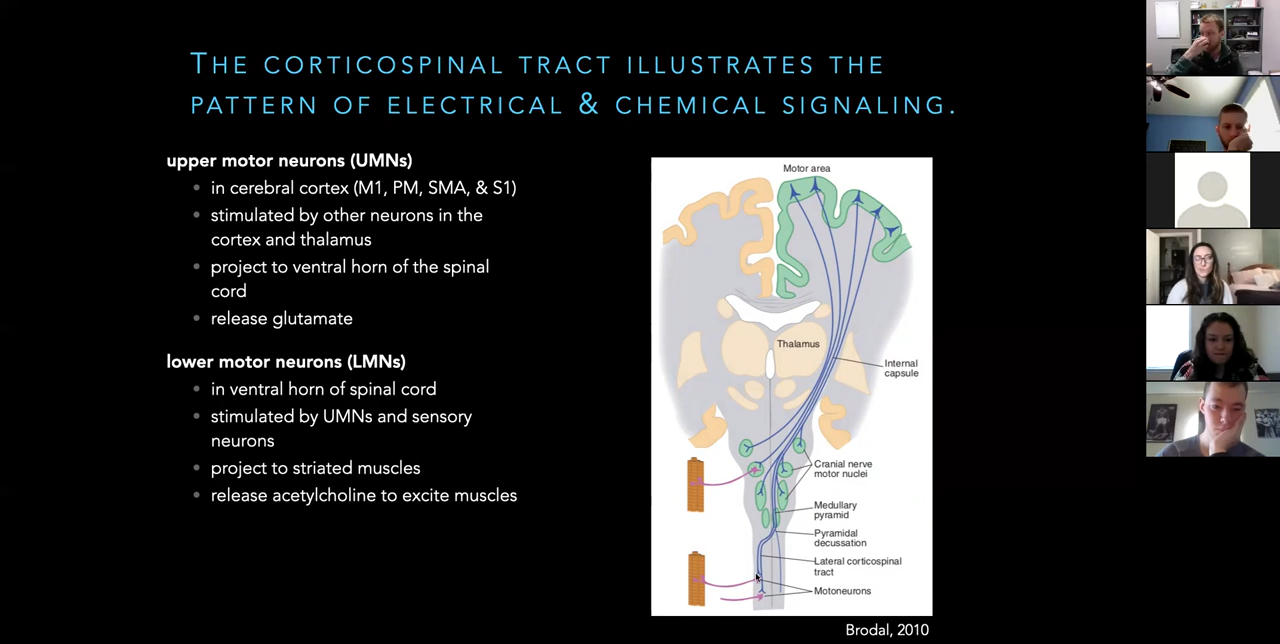 THE CORTICOSPINAL TRACT ILLUSTRATES THE
PATTERN OF ELECTRICAL & CHEMICAL SIGNALING.
upper motor neurons (UMNs)
• in cerebral cortex (M1, PM, SMA, & S1)
• stimulated by other neurons in the
cortex and thalamus
• project to ventral horn of the spinal
cord
• release glutamate
lower motor neurons (LMNs)
• in ventral horn of spinal cord
• stimulated by UMNs and sensory
neurons
• project to striated muscles
• release acetylcholine to excite muscles
Motor area
Thalamus
Internal
capsule
Cranial nerve
motor nuclei
Medullary
pyramid
Pyramidal
decussation
Lateral corticospinal
tract
Motoneurons
Brodal, 2010